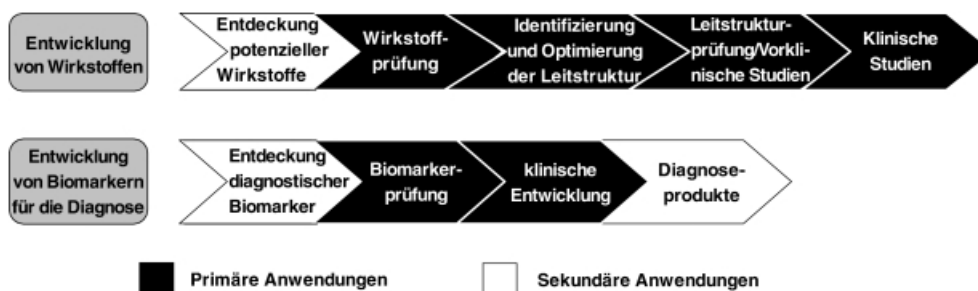 Entwicklung
von Wirkstoffen
Entdeckung
potenzieller
Wirkstoffe
Wirkstoff-
prüfung
Identifizierung
und Optimierung
der Leitstruktur
Leitstruktur-
prüfung/Vorkli-
nische Studien
Klinische
Studien
Entwicklung
von Biomarkern
für die Diagnose
Entdeckung
diagnostischer
Biomarker
Biomarker-
prüfung
klinische
Entwicklung
Diagnose-
produkte
Primäre Anwendungen
Sekundäre Anwendungen